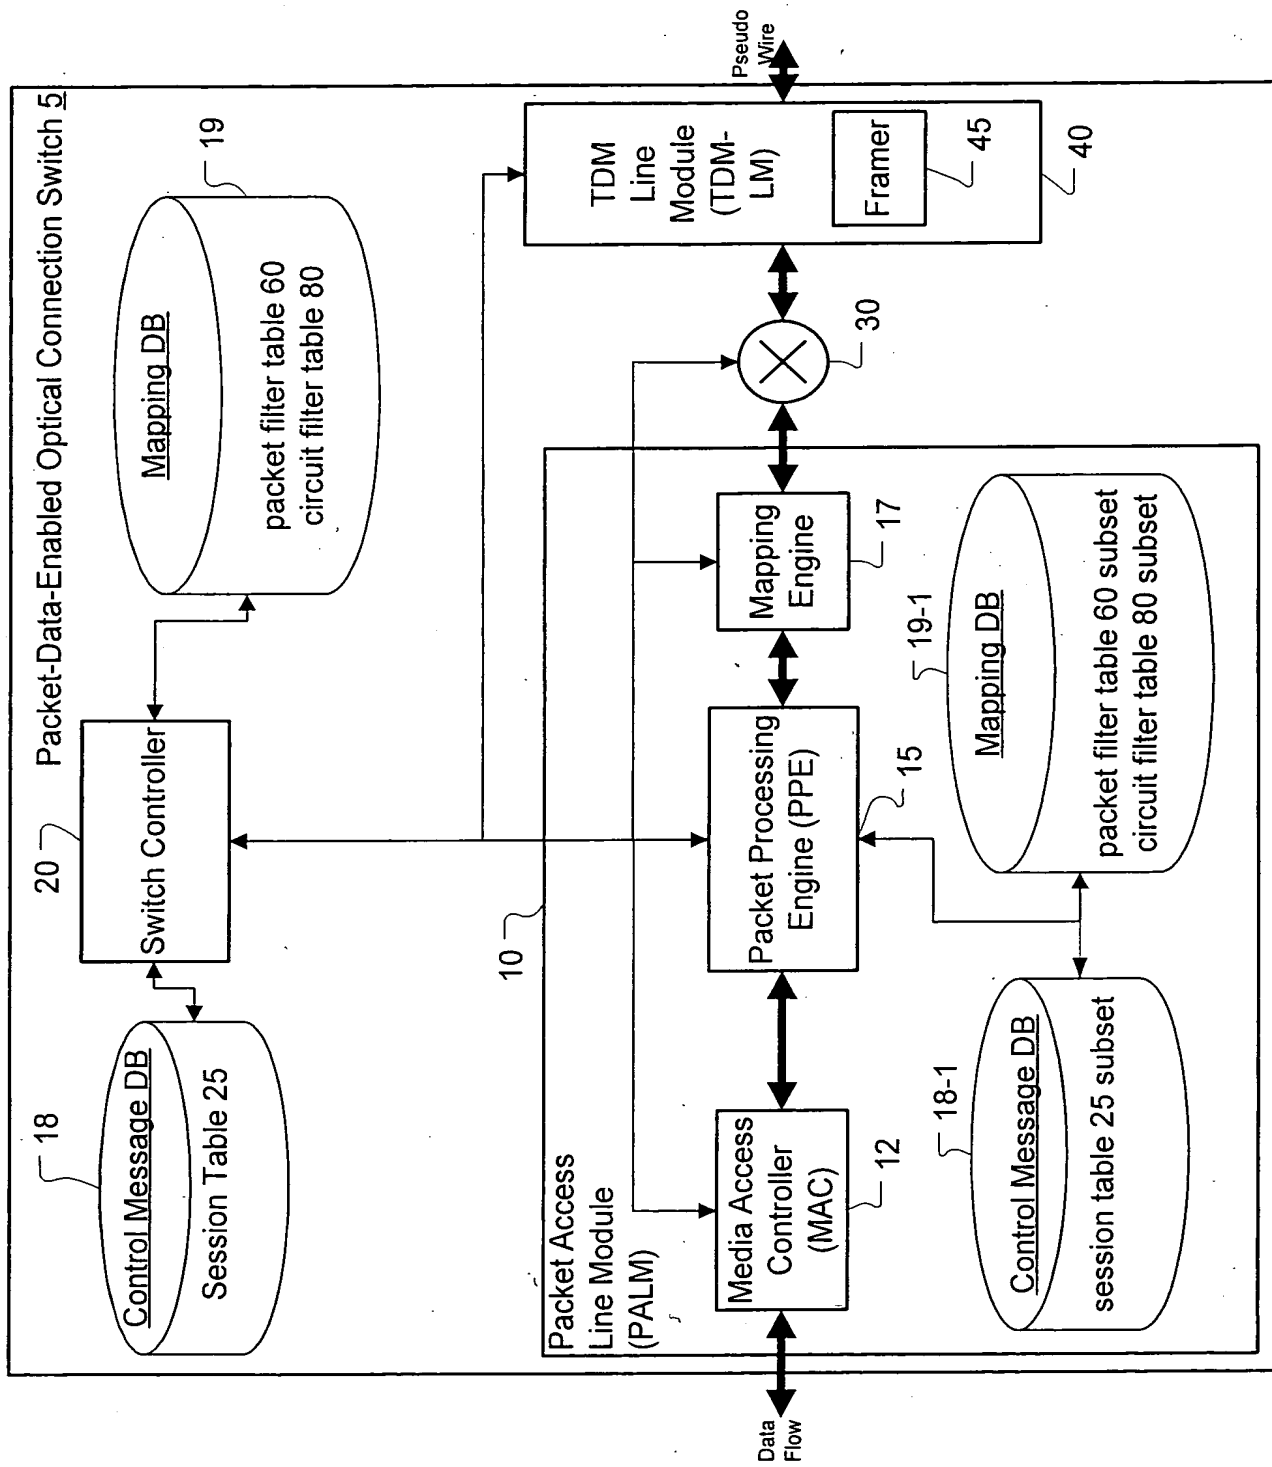 Packet-Data-Enabled Optical Connection Switch 5
18
Control Message DB
Session Table 25
20
Switch Controller
19
Mapping DB
packet filter table 60
circuit filter table 80
Packet Access
Line Module
(PALM)
10
Data
Flow
Media Access
Controller
(MAC)
12
Packet Processing
Engine (PPE)
15
Mapping
Engine
17
30
TDM
Line
Module
(TDM-
LM)
Framer
45
40
Pseudo
Wire
18-1
Control Message DB
session table 25 subset
19-1
Mapping DB
packet filter table 60 subset
circuit filter table 80 subset